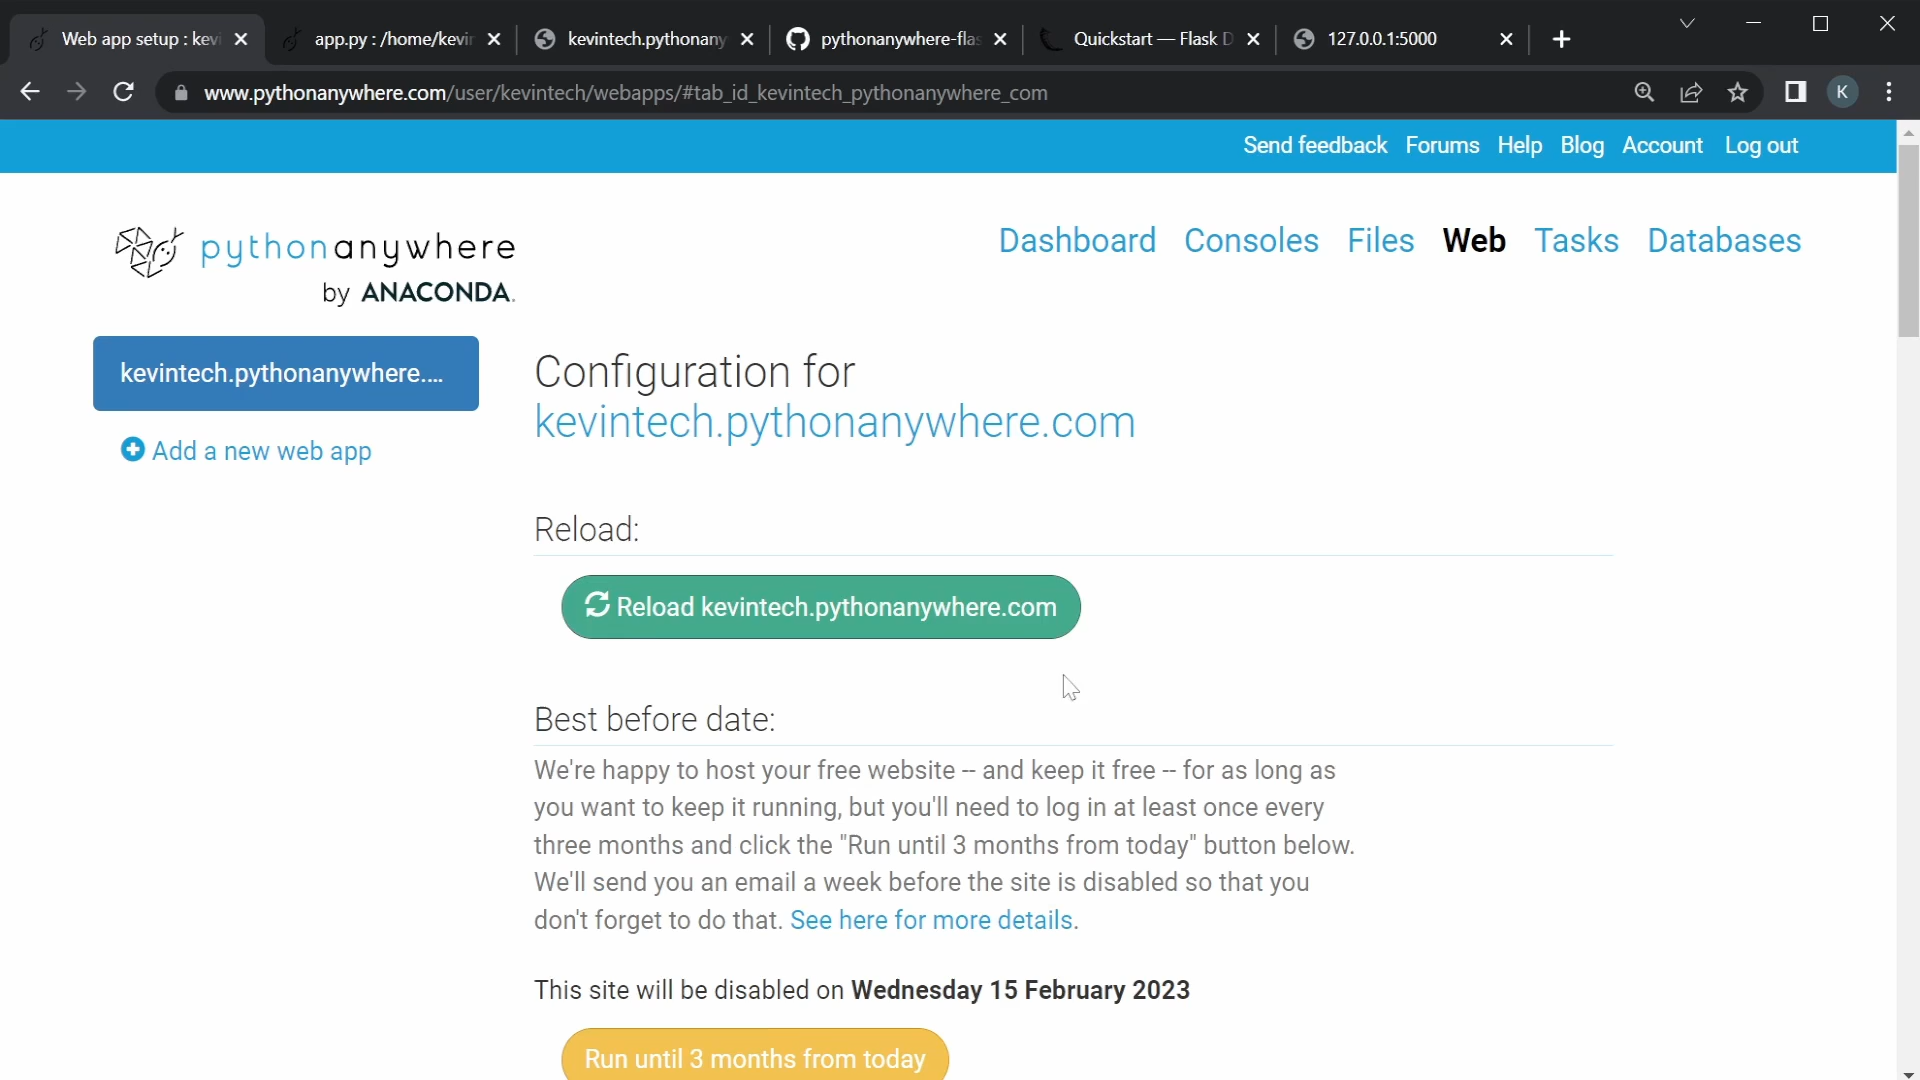 Web app setup : kev
app.py : /home/kevin
kevintech.pythonany
pythonanywhere-flas
Quickstart — Flask D
127.0.0.1:5000
www.pythonanywhere.com/user/kevintech/webapps/#tab_id_kevintech_pythonanywhere_com
K
Send feedback Forums Help Blog Account Log out
pythonanywhere
by ANACONDA.
Dashboard Consoles Files Web Tasks Databases
kevintech.pythonanywhere....
Add a new web app
Configuration for
kevintech.pythonanywhere.com
Reload:
Reload kevintech.pythonanywhere.com
Best before date:
We're happy to host your free website -- and keep it free -- for as long as
you want to keep it running, but you'll need to log in at least once every
three months and click the "Run until 3 months from today" button below.
We'll send you an email a week before the site is disabled so that you
don't forget to do that. See here for more details.
This site will be disabled on Wednesday 15 February 2023
Run until 3 months from today